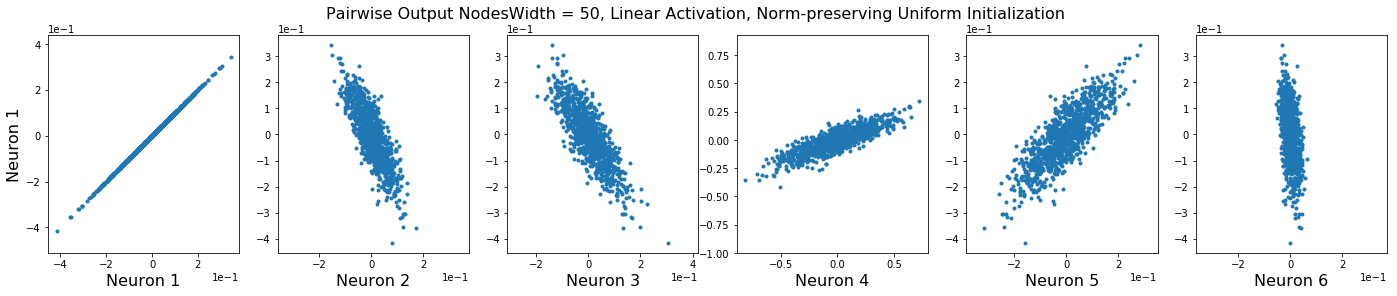 Pairwise Output NodesWidth = 50, Linear Activation, Norm-preserving Uniform Initialization
1e−1 1e−1 1e−1 1e−1 1e−1
4 2 0 −2 −4
3 2 1 0 −1 −2 −3 −4
3 2 1 0 −1 −2 −3 −4
0.75 0.50 0.25 0.00 −0.25 −0.50 −0.75 −1.00
3 2 1 0 −1 −2 −3 −4
3 2 1 0 −1 −2 −3 −4
Neuron 1
−4 −2 0 2 −2 0 2 −2 0 2 4 −0.5 0.0 0.5 −2 0 2 −2 0 2
1e−1 1e−1 1e−1 1e−1 1e−1
Neuron 1 Neuron 2 Neuron 3 Neuron 4 Neuron 5 Neuron 6